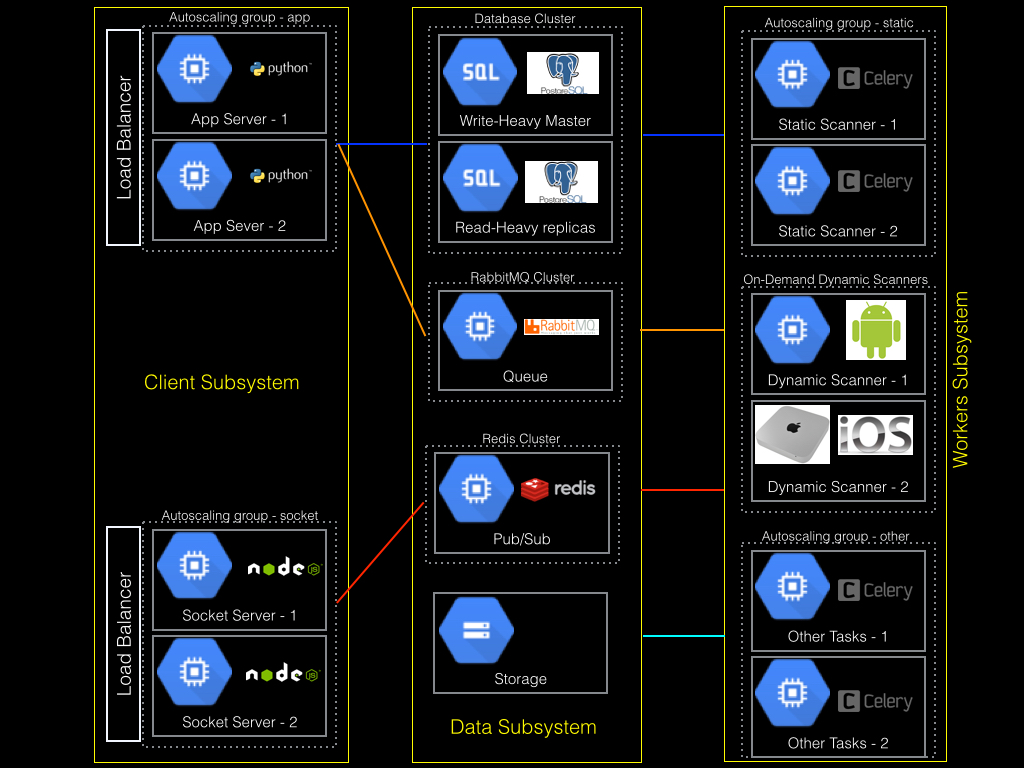 Autoscaling group - app
Load Balancer
python
App Server - 1
python
App Sever - 2
Client Subsystem
Autoscaling group - socket
Load Balancer
node JS
Socket Server - 1
node JS
Socket Server - 2
Database Cluster
SQL
PostgreSQL
Write-Heavy Master
SQL
PostgreSQL
Read-Heavy replicas
RabbitMQ Cluster
RabbitMQ
Queue
Redis Cluster
redis
Pub/Sub
Storage
Data Subsystem
Autoscaling group - static
C Celery
Static Scanner - 1
C Celery
Static Scanner - 2
On-Demand Dynamic Scanners
Dynamic Scanner - 1
iOS
Dynamic Scanner - 2
Workers Subsystem
Autoscaling group - other
C Celery
Other Tasks - 1
C Celery
Other Tasks - 2